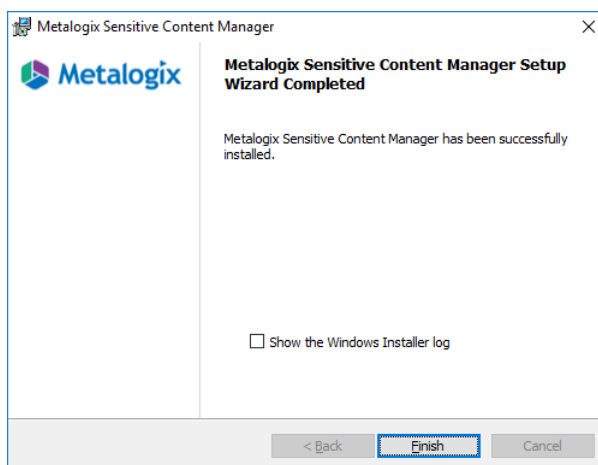 Metalogix Sensitive Content Manager
Metalogix
Metalogix Sensitive Content Manager Setup
Wizard Completed
Metalogix Sensitive Content Manager has been successfully
installed.
Show the Windows Installer log
< Back
Finish
Cancel